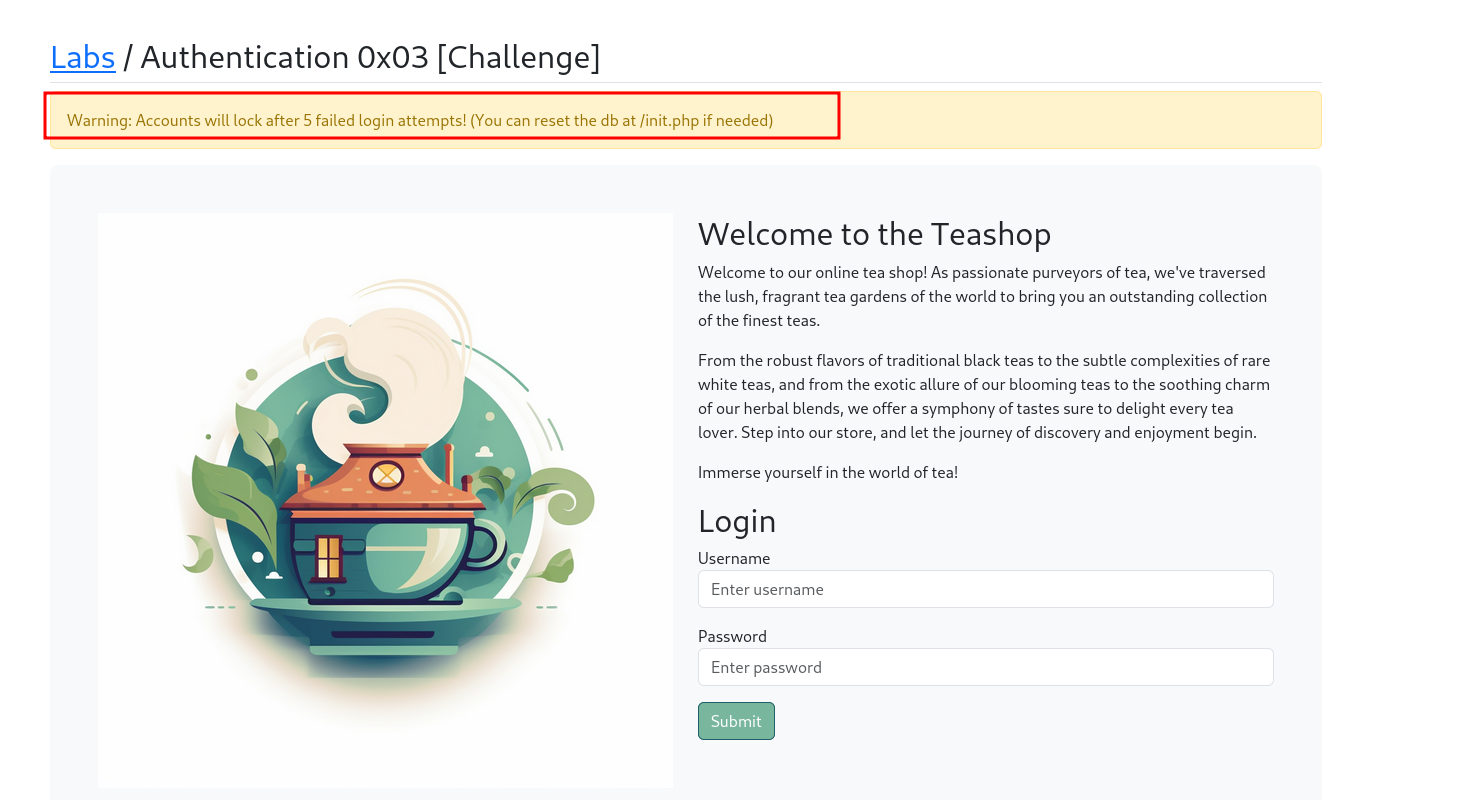 Labs / Authentication 0x03 [Challenge]
Warning: Accounts will lock after 5 failed login attempts! (You can reset the db at /init.php if needed)
Welcome to the Teashop
Welcome to our online tea shop! As passionate purveyors of tea, we've traversed
the lush, fragrant tea gardens of the world to bring you an outstanding collection
of the finest teas.
From the robust flavors of traditional black teas to the subtle complexities of rare
white teas, and from the exotic allure of our blooming teas to the soothing charm
of our herbal blends, we offer a symphony of tastes sure to delight every tea
lover. Step into our store, and let the journey of discovery and enjoyment begin.
Immerse yourself in the world of tea!
Login
Username
Enter username
Password
Enter password
Submit